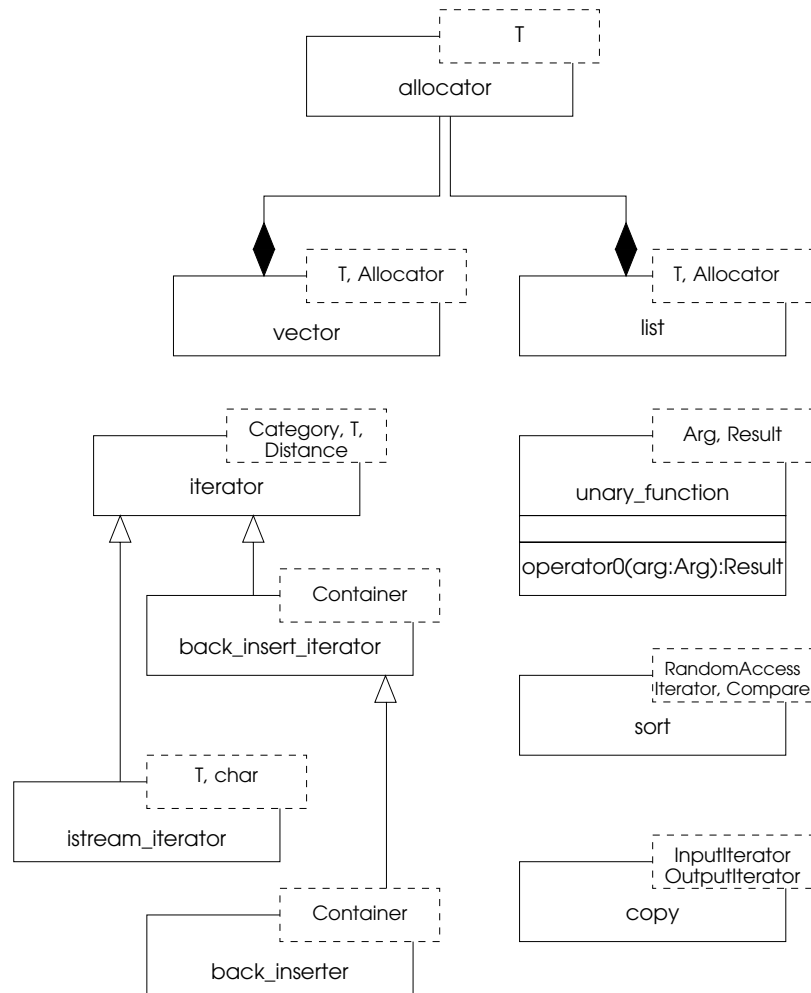 T
allocator
T, Allocator
vector
T, Allocator
list
Category, T,
Distance
iterator
Arg, Result
unary_function
operator0(arg:Arg):Result
Container
back_insert_iterator
RandomAccess
Iterator, Compare
sort
T, char
istream_iterator
InputIterator
OutputIterator
copy
Container
back_inserter